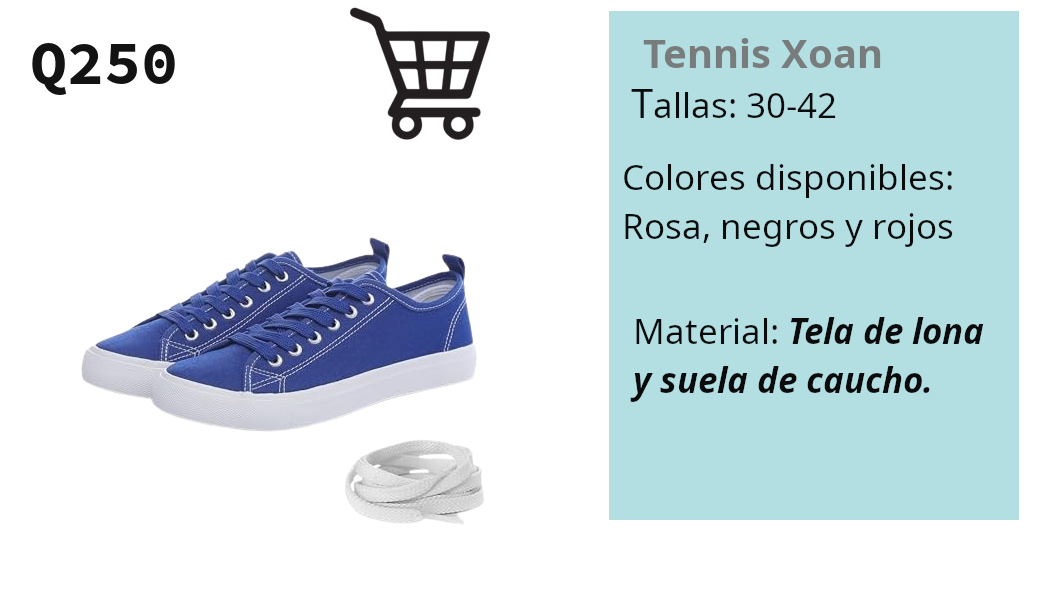 Q250
Tennis Xoan
Tallas: 30-42
Colores disponibles:
Rosa, negros y rojos
Material: Tela de lona
y suela de caucho.